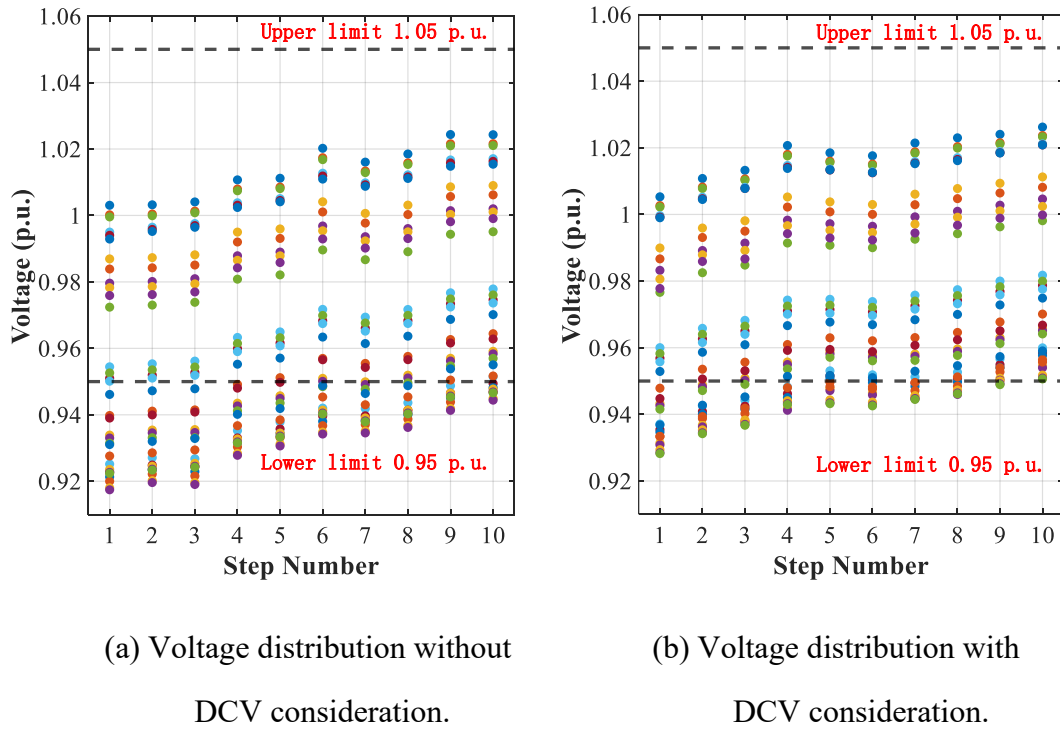 1.06
Upper limit 1.05 p.u.
1.04
1.02
1
0.98
0.96
0.94
Lower limit 0.95 p.u.
0.92
1 2 3 4 5 6 7 8 9 10
Step Number
Voltage (p.u.)
(a) Voltage distribution without
DCV consideration.
1.06
Upper limit 1.05 p.u.
1.04
1.02
1
0.98
0.96
0.94
Lower limit 0.95 p.u.
0.92
1 2 3 4 5 6 7 8 9 10
Step Number
Voltage (p.u.)
(b) Voltage distribution with
DCV consideration.